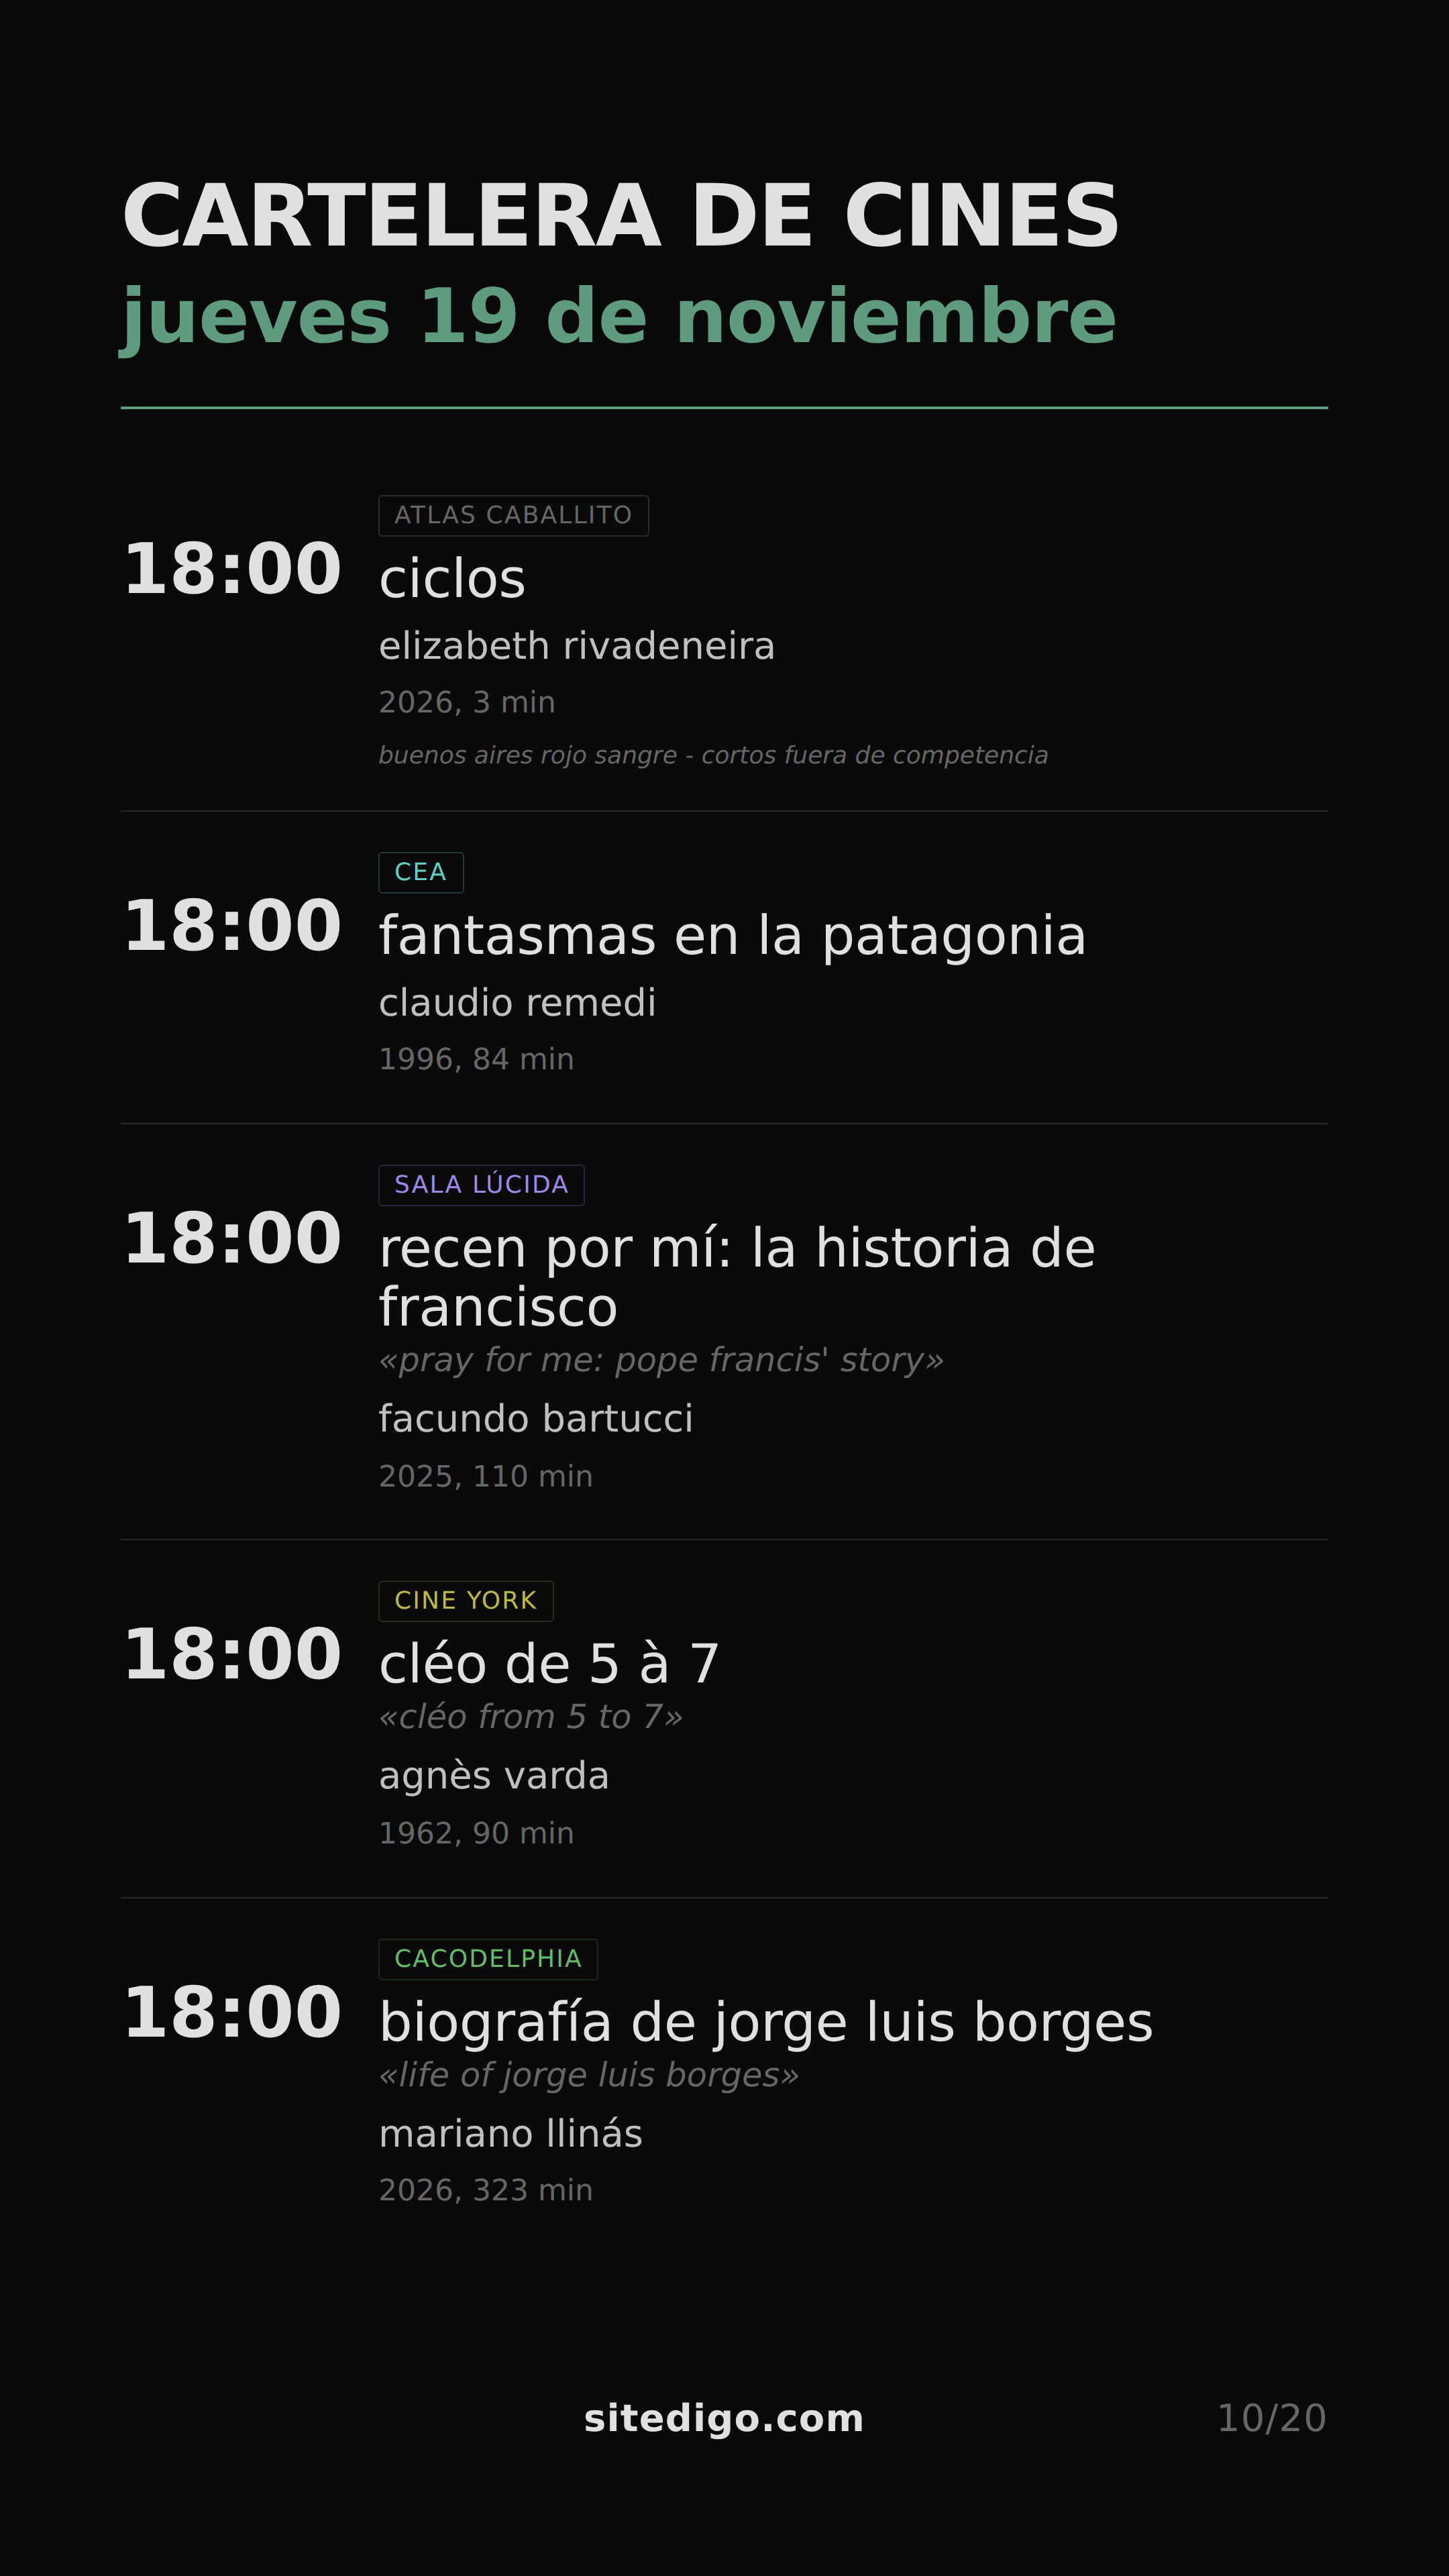 CARTELERA DE CINES
jueves 19 de noviembre
ATLAS CABALLITO
18:00
ciclos
elizabeth rivadeneira
2026, 3 min
buenos aires rojo sangre - cortos fuera de competencia
CEA
18:00
fantasmas en la patagonia
claudio remedi
1996, 84 min
SALA LÚCIDA
18:00
recen por mí: la historia de
francisco
«pray for me: pope francis' story»
facundo bartucci
2025, 110 min
CINE YORK
18:00
cléo de 5 à 7
«cléo from 5 to 7»
agnès varda
1962, 90 min
CACODELPHIA
18:00
biografía de jorge luis borges
«life of jorge luis borges»
mariano llinás
2026, 323 min
sitedigo.com
10/20